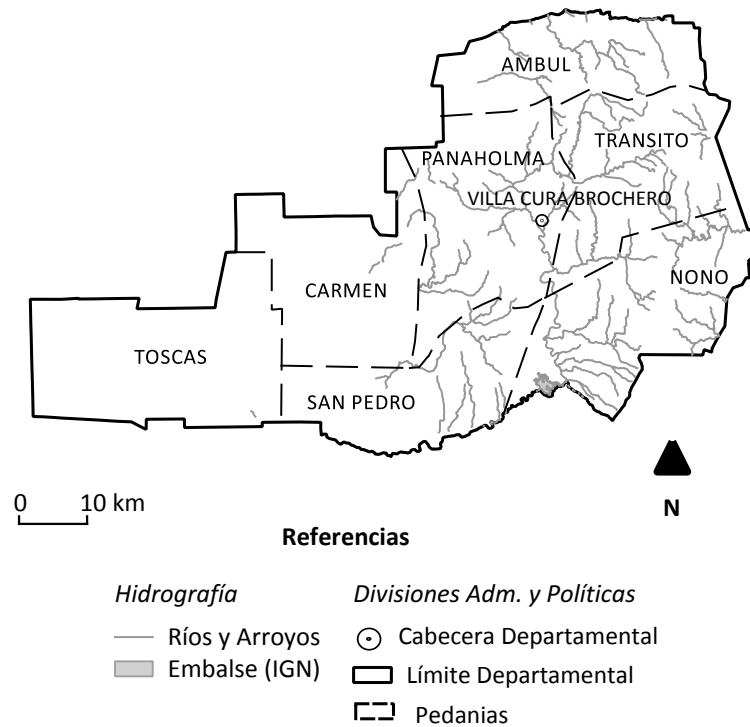 AMBUL
TRANSITO
PANAHOLMA
VILLA CURA BROCHERO
NONO
CARMEN
TOSCAS
SAN PEDRO
N
0 10 km
Referencias
Hidrografía
Ríos y Arroyos
Embalse (IGN)
Divisiones Adm. y Políticas
Cabecera Departamental
Límite Departamental
Pedanias